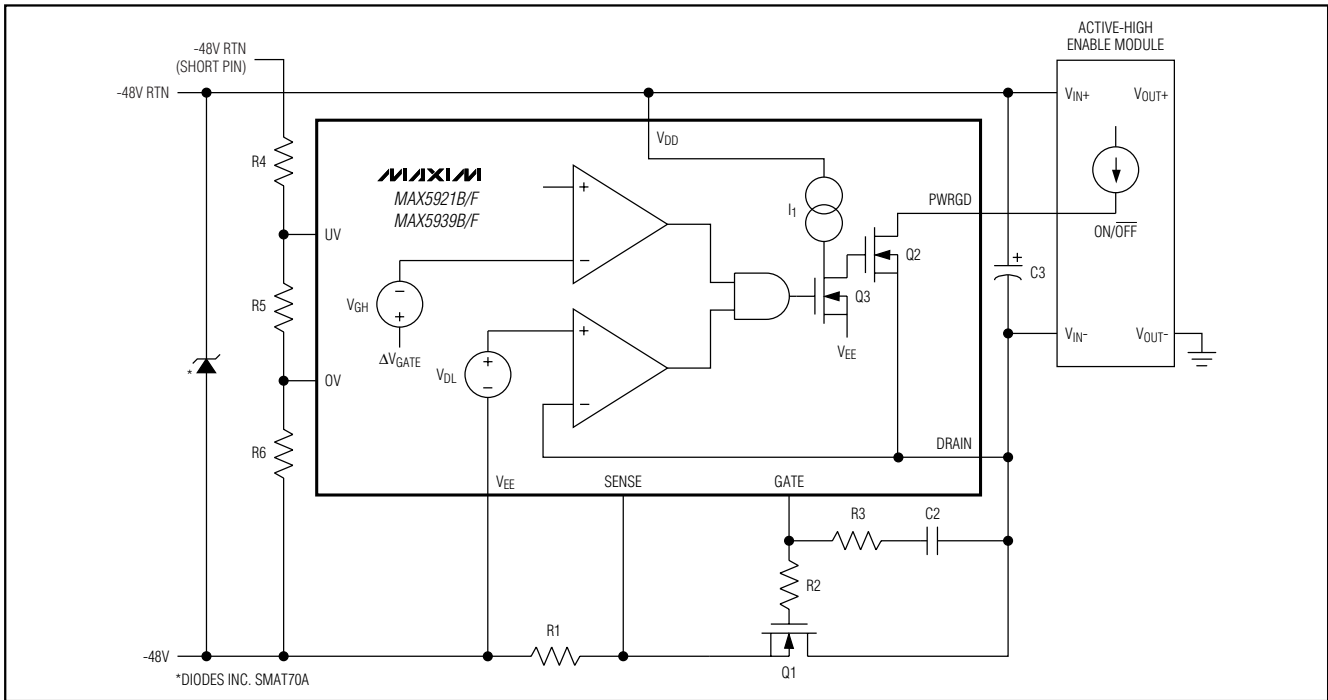 ACTIVE-HIGH
ENABLE MODULE
-48V RTN
(SHORT PIN)
-48V RTN
VIN+
VOUT+
VDD
R4
MAXIM
MAX5921B/F
MAX5939B/F
+
−
I1
PWRGD
ON/O̅F̅F̅
UV
Q2
Q3
+
C3
R5
VGH
−
+
ΔVGATE
VEE
VIN-
VOUT-
*
OV
VDL
+
−
+
−
R6
DRAIN
VEE
SENSE
GATE
R3
C2
R2
R1
-48V
Q1
*DIODES INC. SMAT70A